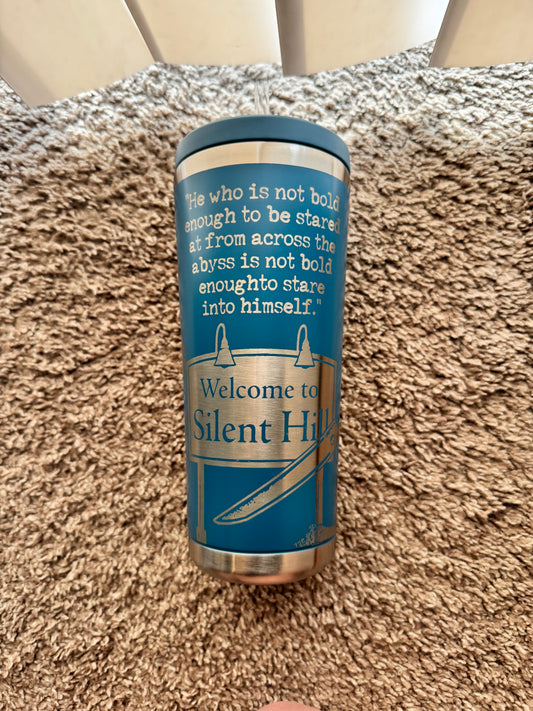 "He who is not bold
enough to be stared
at from across the
abyss is not bold
enoughto stare
into himself."
Welcome to
Silent Hill